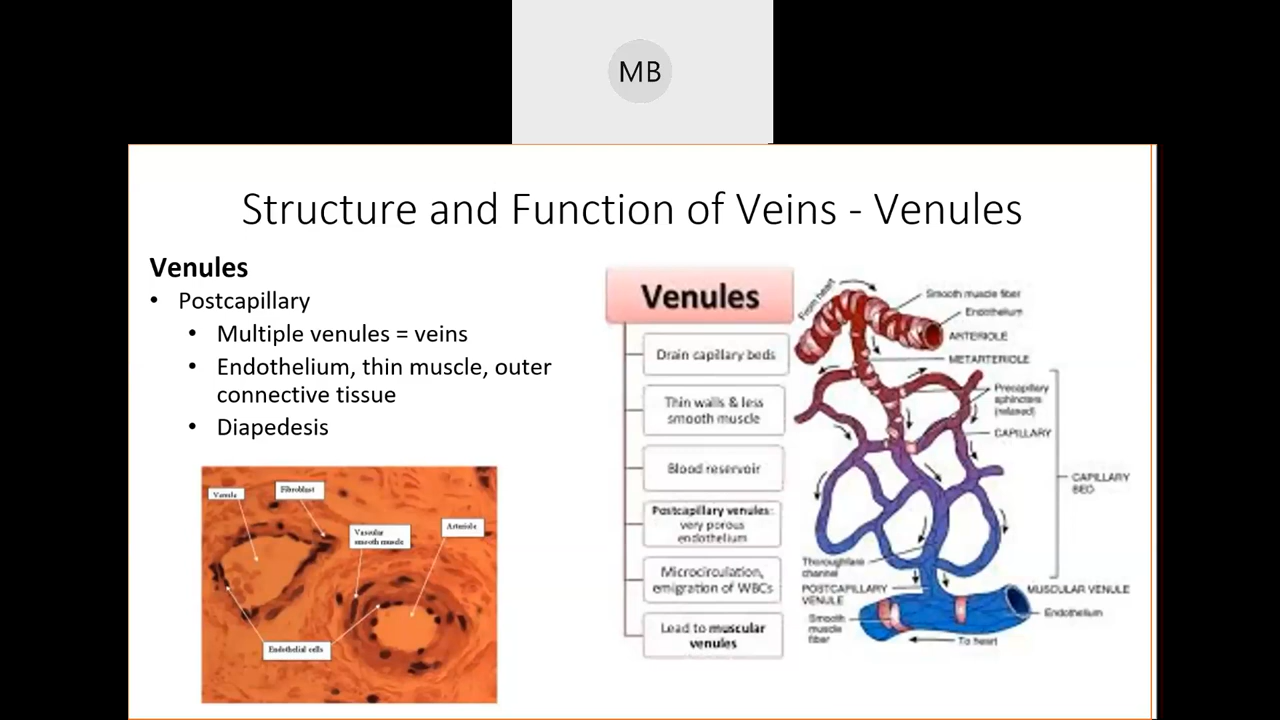 MB
Structure and Function of Veins - Venules
Venules
• Postcapillary
• Multiple venules = veins
• Endothelium, thin muscle, outer
connective tissue
• Diapedesis
Venule
Fibroblast
Vascular
smooth muscle
Arteriole
Endothelial cells
Venules
Drain capillary beds
Thin walls & less
smooth muscle
Blood reservoir
Postcapillary venules:
very porous
endothelium
Microcirculation,
emigration of WBCs
Lead to muscular
venules
From heart
Smooth muscle fiber
Endothelium
ARTERIOLE
METARTERIOLE
Precapillary
sphincters
(relaxed)
CAPILLARY
CAPILLARY
BED
Thoroughfare
channel
POSTCAPILLARY
VENULE
MUSCULAR VENULE
Smooth
muscle
fiber
Endothelium
To heart